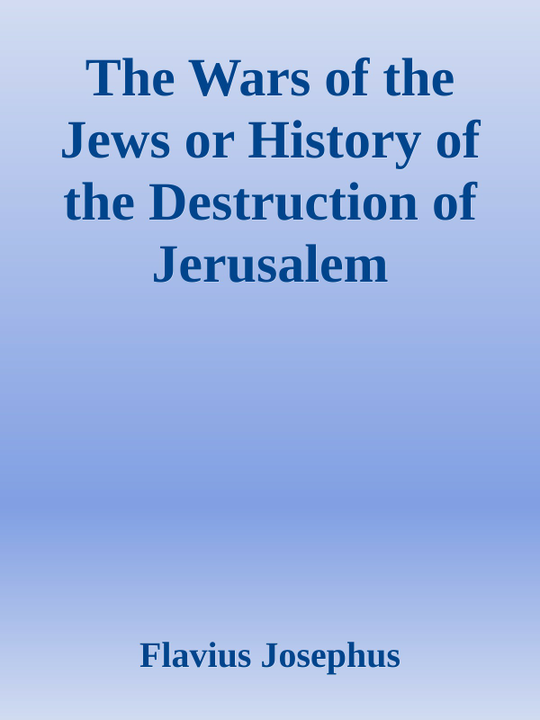 The Wars of the
Jews or History of
the Destruction of
Jerusalem
Flavius Josephus